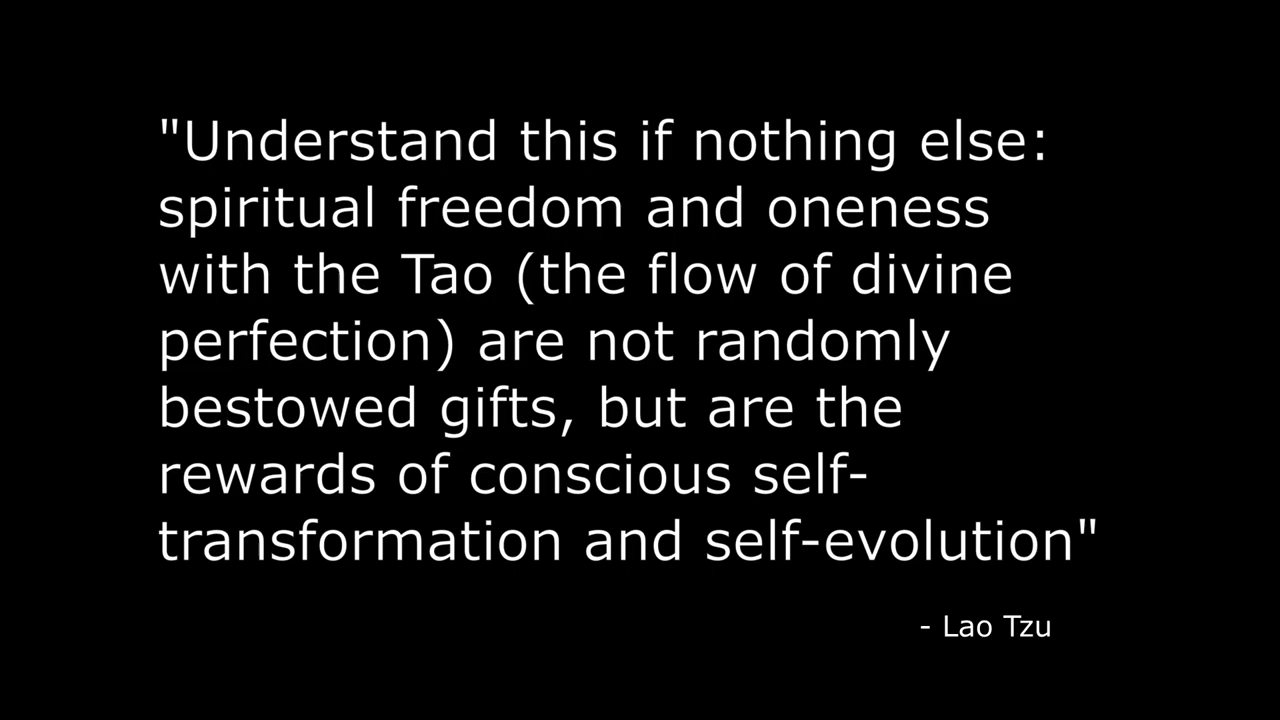 "Understand this if nothing else:
spiritual freedom and oneness
with the Tao (the flow of divine
perfection) are not randomly
bestowed gifts, but are the
rewards of conscious self-
transformation and self-evolution"
- Lao Tzu